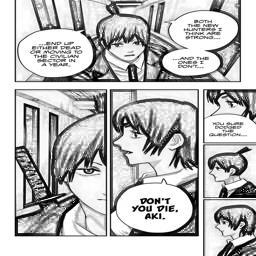 BOTH
THE NEW
HUNTERS I
THINK ARE
STRONG...
...AND THE
ONES I
DON'T...
...END UP
EITHER DEAD
OR MOVING TO
THE CIVILIAN
SECTOR IN
A YEAR.
YOU SURE
DODGED
THE
QUESTION...
DON'T
YOU DIE,
AKI.